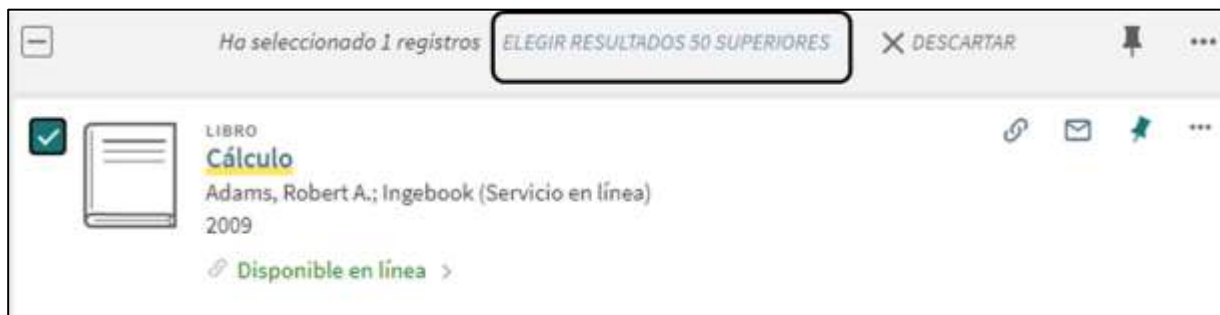 Ha seleccionado 1 registros ELEGIR RESULTADOS 50 SUPERIORES DESCARTAR
LIBRO
Cálculo
Adams, Robert A.; Ingebook (Servicio en línea)
2009
Disponible en línea